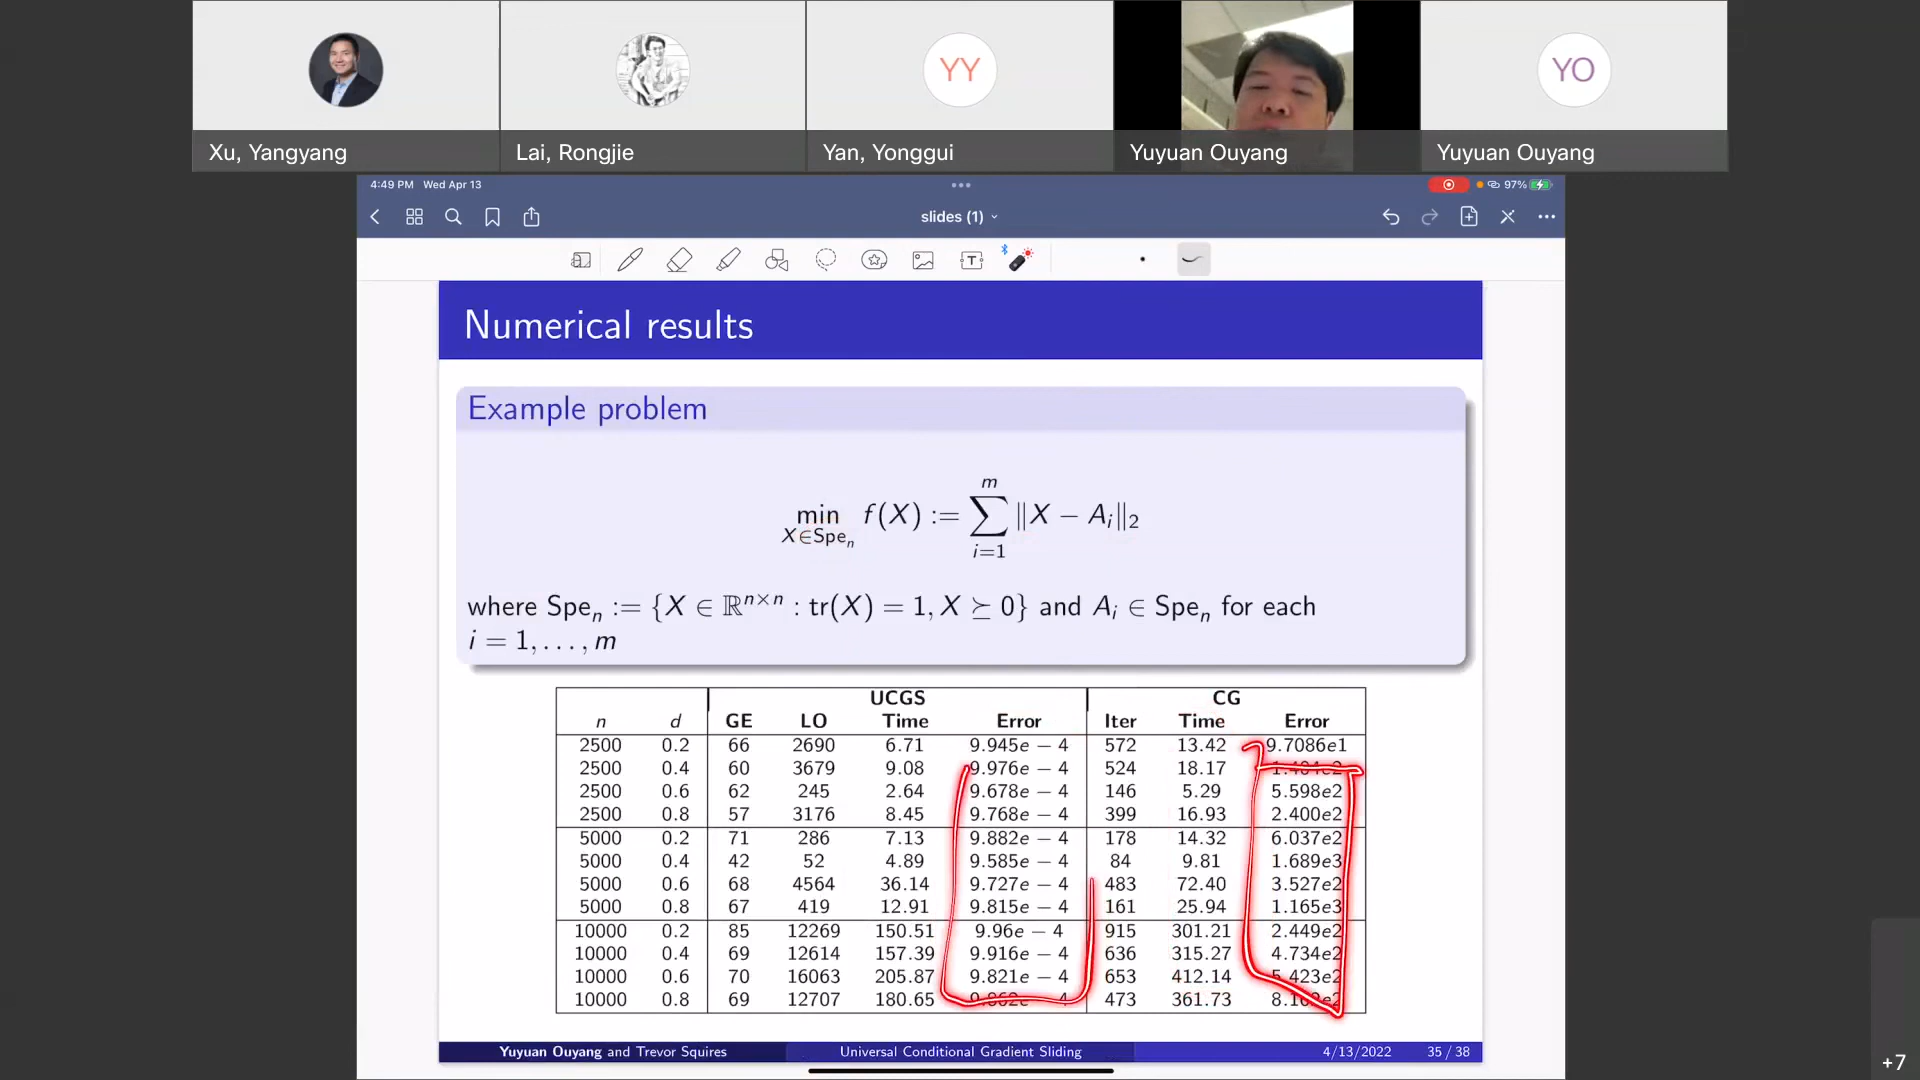 YY
YO
Xu, Yangyang
Lai, Rongjie
Yan, Yonggui
Yuyuan Ouyang
Yuyuan Ouyang
4:49 PM Wed Apr 13
97%
slides (1)
Numerical results
Example problem
min X∈Spe_n f(X) := ∑_{i=1}^{m} ‖X − A_i‖_2
where Spe_n := {X ∈ ℝ^{n×n} : tr(X) = 1, X ⪰ 0} and A_i ∈ Spe_n for each
i = 1, . . . , m
UCGS CG
n d GE LO Time Error Iter Time Error
2500 0.2 66 2690 6.71 9.945e − 4 572 13.42 9.7086e1
2500 0.4 60 3679 9.08 9.976e − 4 524 18.17
2500 0.6 62 245 2.64 9.678e − 4 146 5.29 5.598e2
2500 0.8 57 3176 8.45 9.768e − 4 399 16.93 2.400e2
5000 0.2 71 286 7.13 9.882e − 4 178 14.32 6.037e2
5000 0.4 42 52 4.89 9.585e − 4 84 9.81 1.689e3
5000 0.6 68 4564 36.14 9.727e − 4 483 72.40 3.527e2
5000 0.8 67 419 12.91 9.815e − 4 161 25.94 1.165e3
10000 0.2 85 12269 150.51 9.96e − 4 915 301.21 2.449e2
10000 0.4 69 12614 157.39 9.916e − 4 636 315.27 4.734e2
10000 0.6 70 16063 205.87 9.821e − 4 653 412.14 5.423e2
10000 0.8 69 12707 180.65 473 361.73
Yuyuan Ouyang and Trevor Squires Universal Conditional Gradient Sliding 4/13/2022 35 / 38
+7